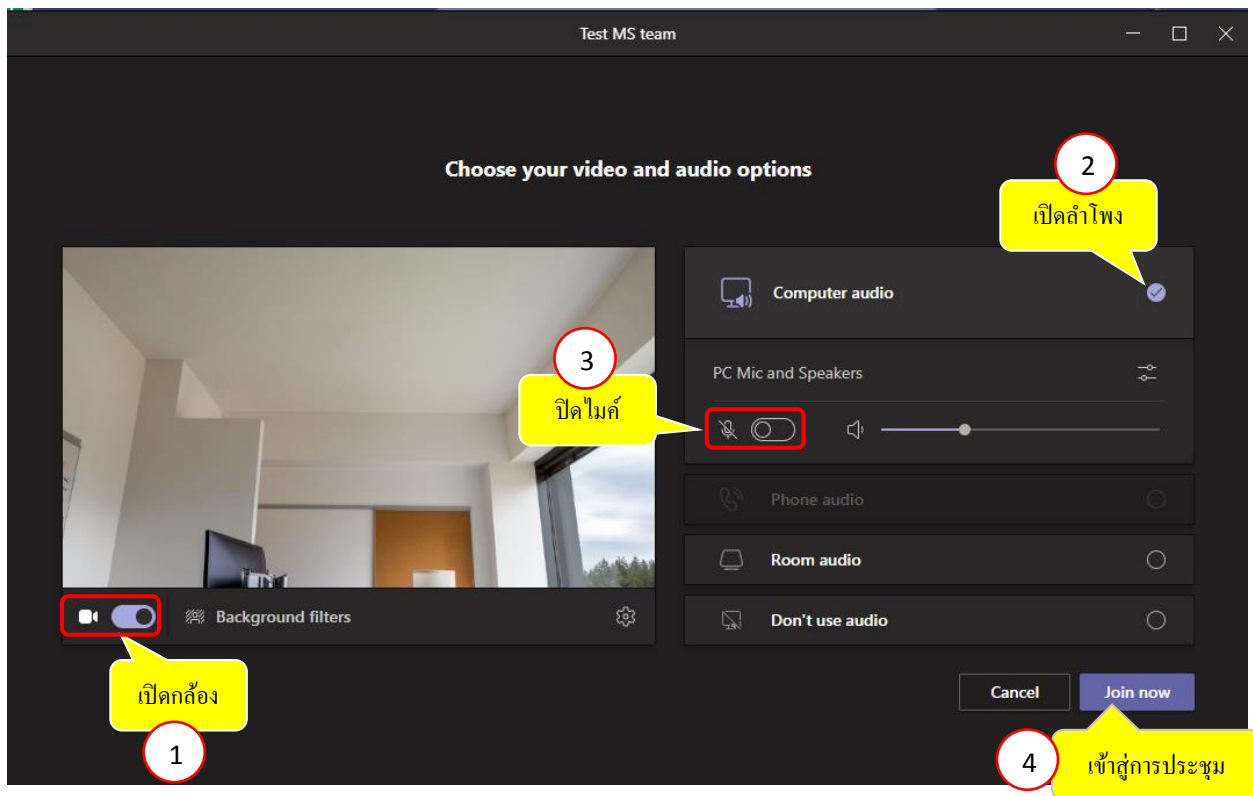 Test MS team
Choose your video and audio options
2
เปิดลำโพง
Computer audio
3
ปิดไมค์
PC Mic and Speakers
Phone audio
Room audio
Background filters
Don't use audio
เปิดกล้อง
1
Cancel
Join now
4
เข้าสู่การประชุม